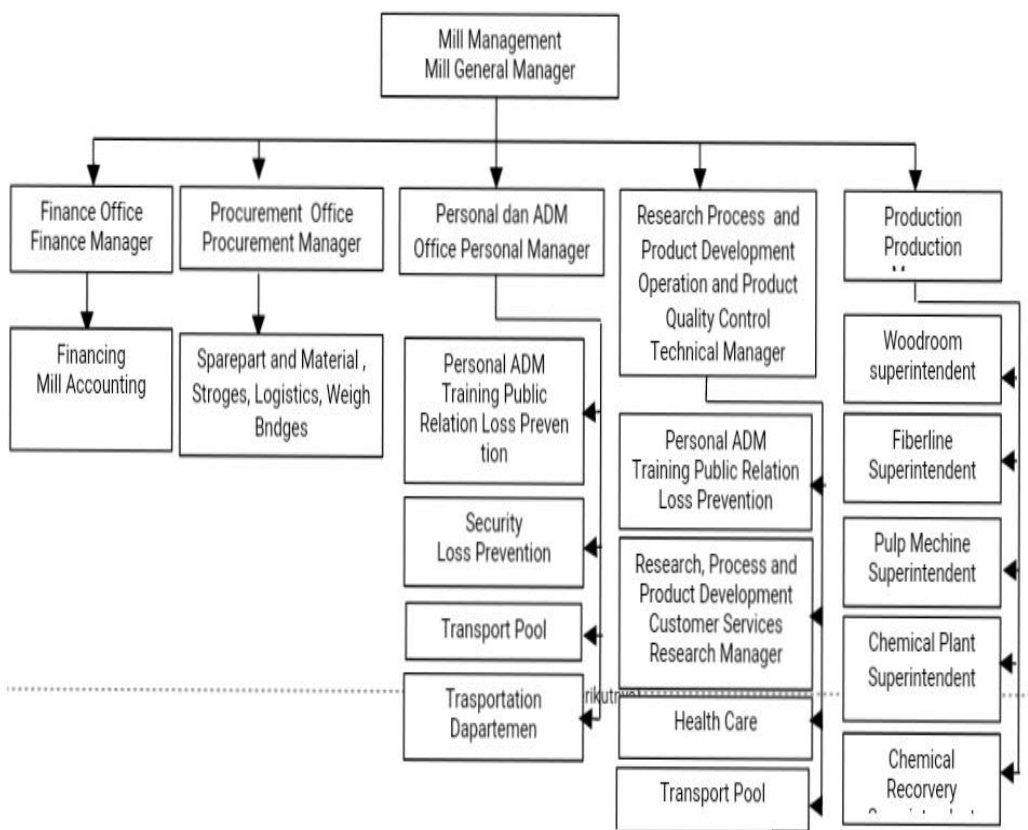 Mill Management
Mill General Manager
Finance Office
Finance Manager
Procurement Office
Procurement Manager
Personal dan ADM
Office Personal Manager
Research Process and
Product Development
Operation and Product
Quality Control
Technical Manager
Production
Production
Financing
Mill Accounting
Sparepart and Material ,
Stroges, Logistics, Weigh
Bndges
Personal ADM
Training Public
Relation Loss Preven
tion
Security
Loss Prevention
Transport Pool
Trasportation
Dapartemen
Personal ADM
Training Public Relation
Loss Prevention
Research, Process and
Product Development
Customer Services
Research Manager
Health Care
Transport Pool
Woodroom
superintendent
Fiberline
Superintendent
Pulp Mechine
Superintendent
Chemical Plant
Superintendent
Chemical
Recorvery